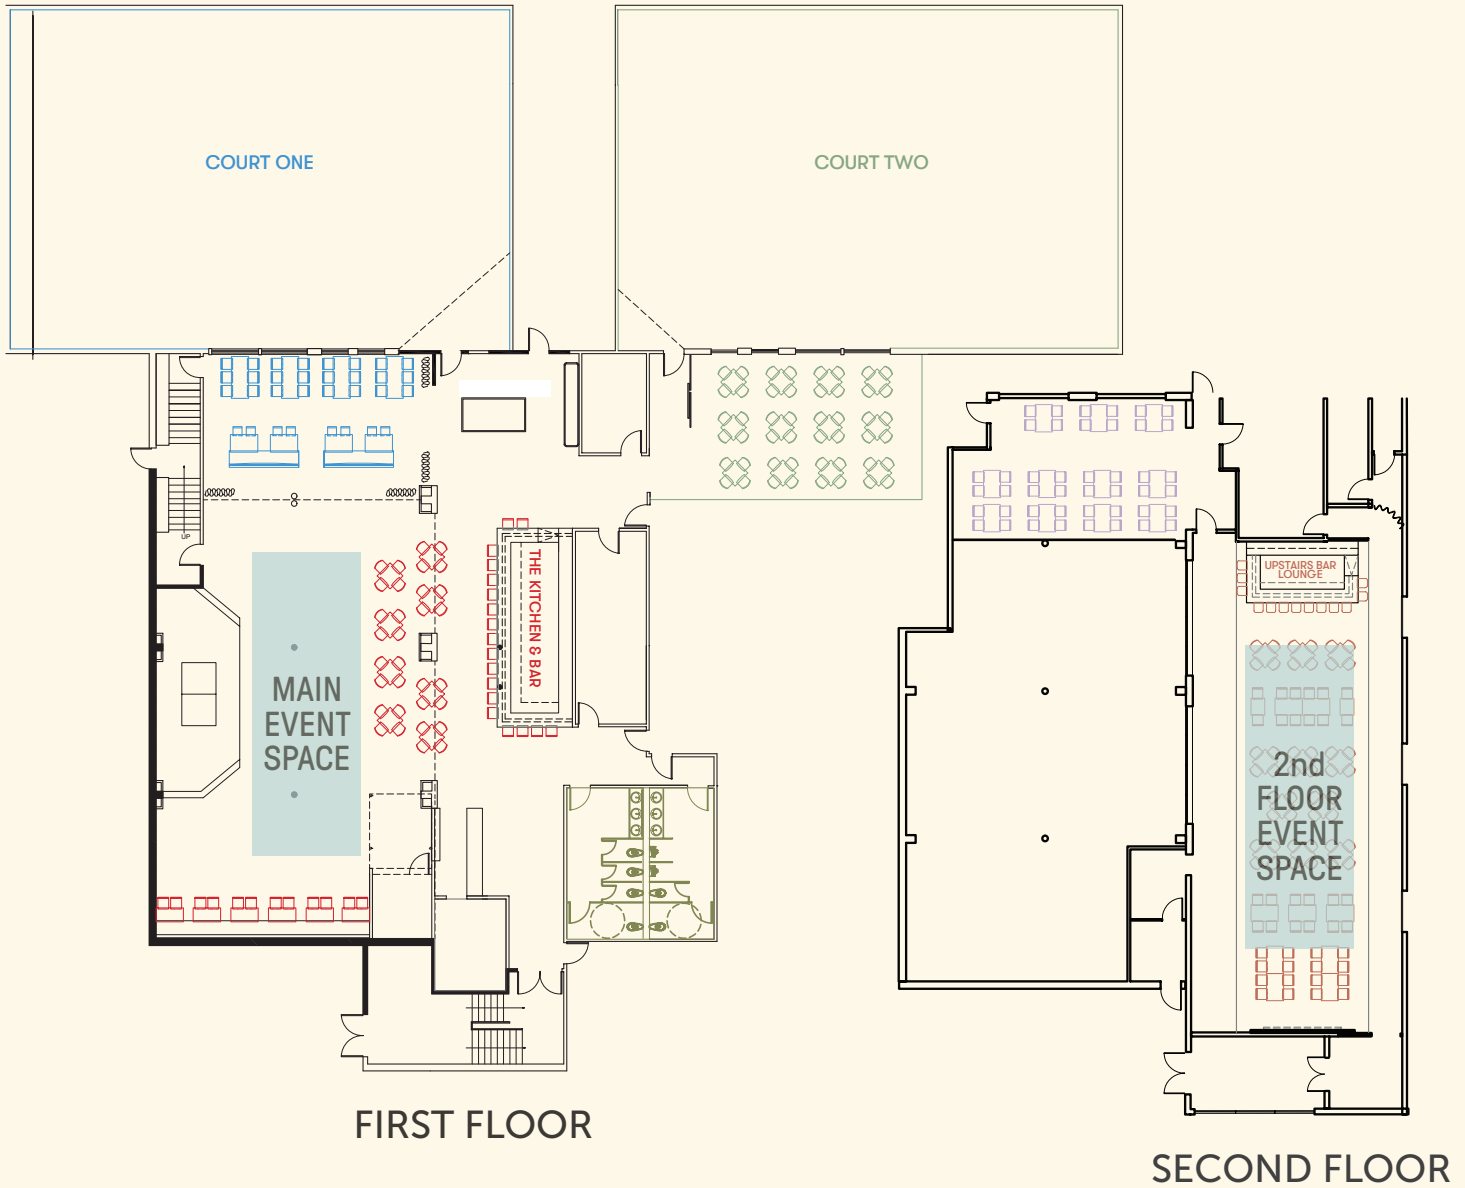 COURT ONE
COURT TWO
UP
THE KITCHEN & BAR
MAIN
EVENT
SPACE
UPSTAIRS BAR
LOUNGE
2nd
FLOOR
EVENT
SPACE
FIRST FLOOR
SECOND FLOOR